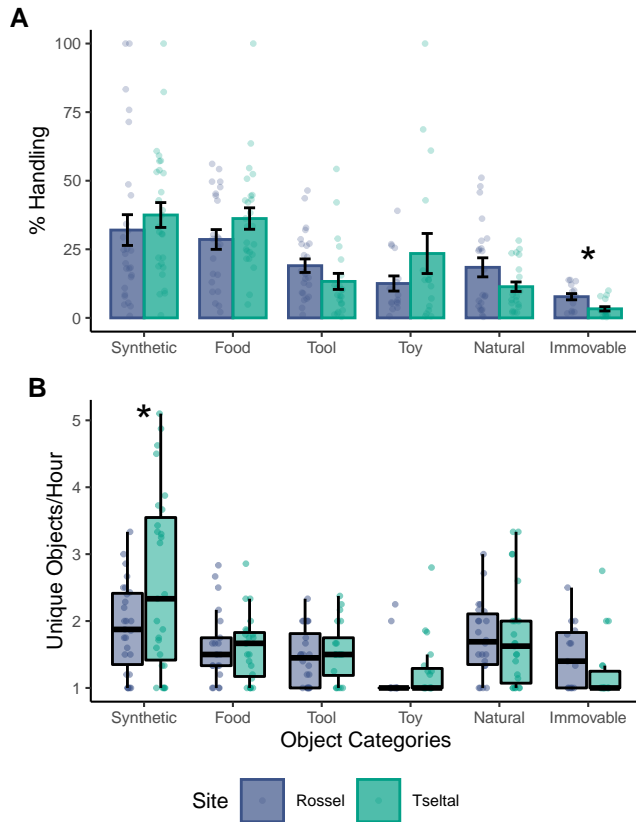 A
100
75
50
25
0
% Handling
*
Synthetic Food Tool Toy Natural Immovable
B
*
5
4
3
2
1
Unique Objects/Hour
Synthetic Food Tool Toy Natural Immovable
Object Categories
Site Rossel Tseltal